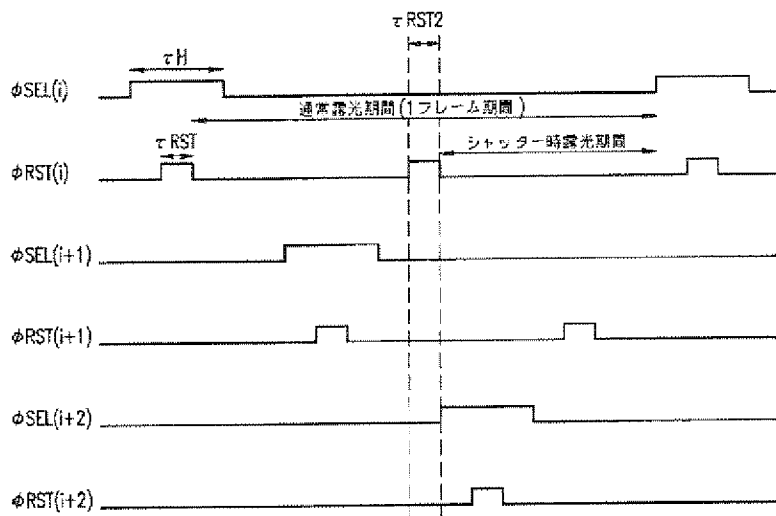 τRST2
τH
φSEL(i)
通常露光期間(1フレーム期間)
τRST
シャッター時露光期間
φRST(i)
φSEL(i+1)
φRST(i+1)
φSEL(i+2)
φRST(i+2)